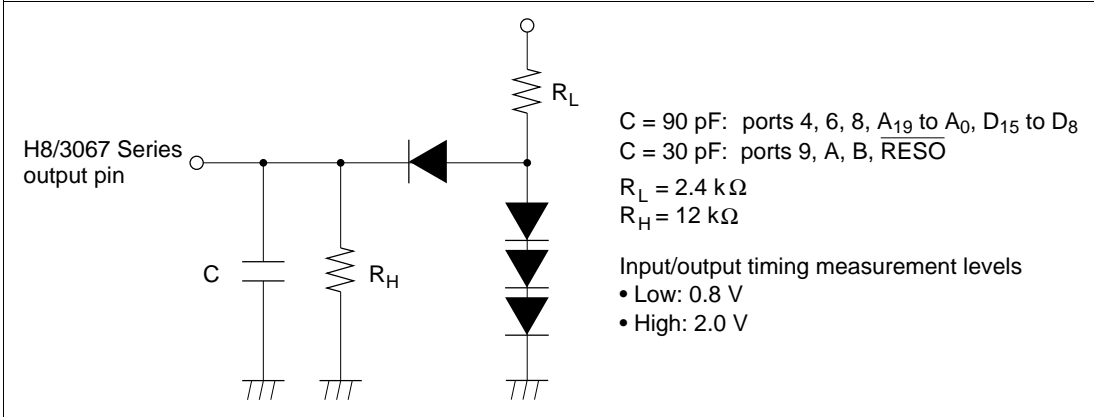 R_L
H8/3067 Series
output pin
C
R_H
C = 90 pF: ports 4, 6, 8, A₁₉ to A₀, D₁₅ to D₈
C = 30 pF: ports 9, A, B, R̅E̅S̅O̅
R_L = 2.4 kΩ
R_H = 12 kΩ
Input/output timing measurement levels
• Low: 0.8 V
• High: 2.0 V